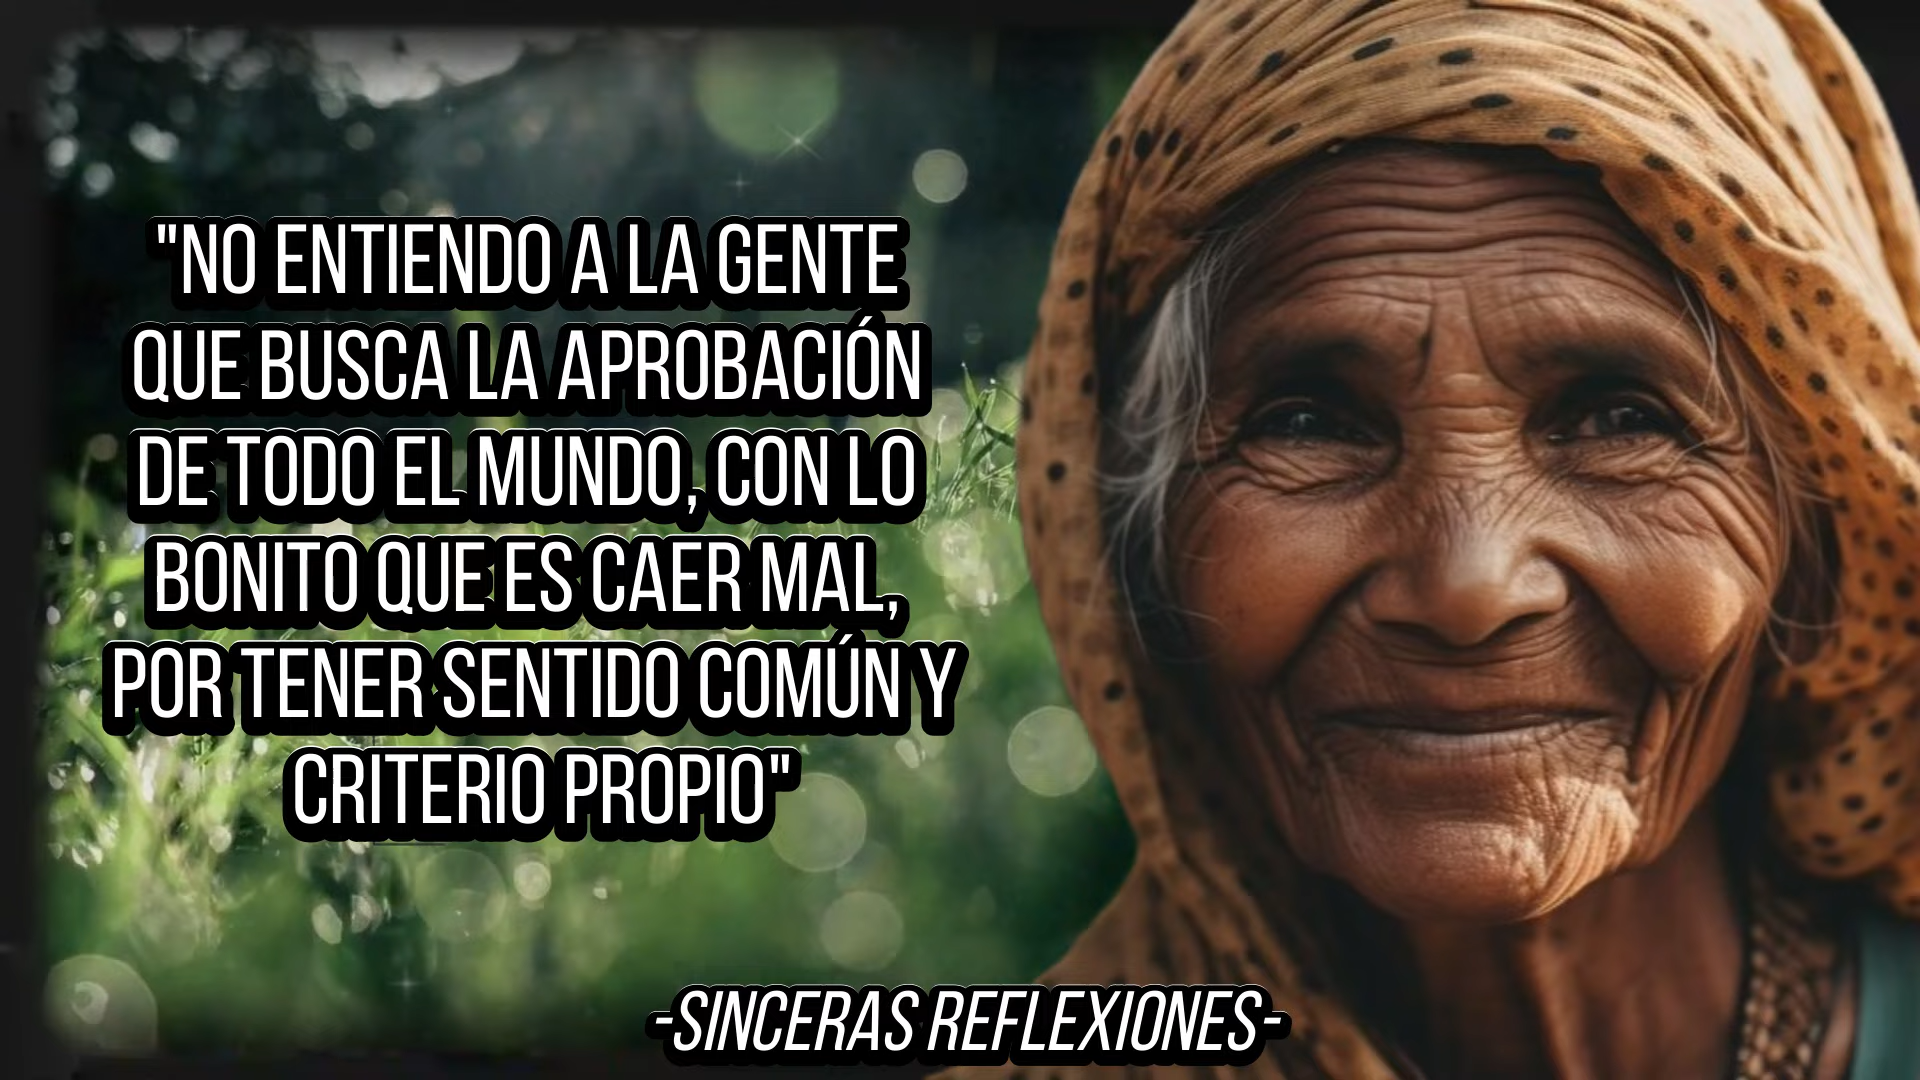 "NO ENTIENDO A LA GENTE
QUE BUSCA LA APROBACIÓN
DE TODO EL MUNDO, CON LO
BONITO QUE ES CAER MAL,
POR TENER SENTIDO COMÚN Y
CRITERIO PROPIO"
-SINCERAS REFLEXIONES-